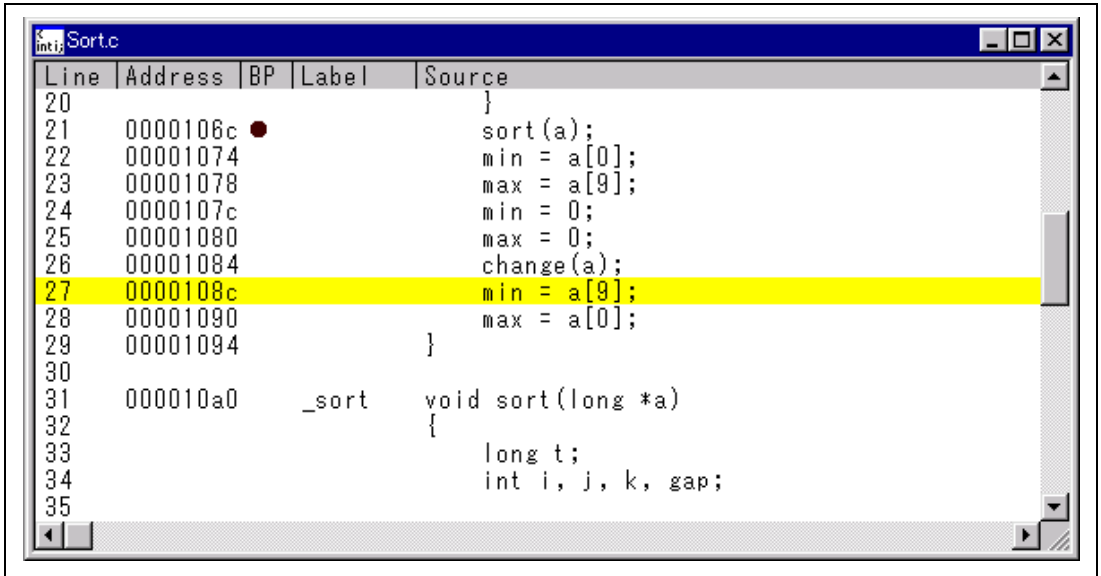 int i; Sort.c
Line |Address |BP |Label |Source
20 }
21 0000106c ● sort(a);
22 00001074 min = a[0];
23 00001078 max = a[9];
24 0000107c min = 0;
25 00001080 max = 0;
26 00001084 change(a);
27 0000108c min = a[9];
28 00001090 max = a[0];
29 00001094 }
30
31 000010a0 _sort void sort(long *a)
32 {
33 long t;
34 int i, j, k, gap;
35